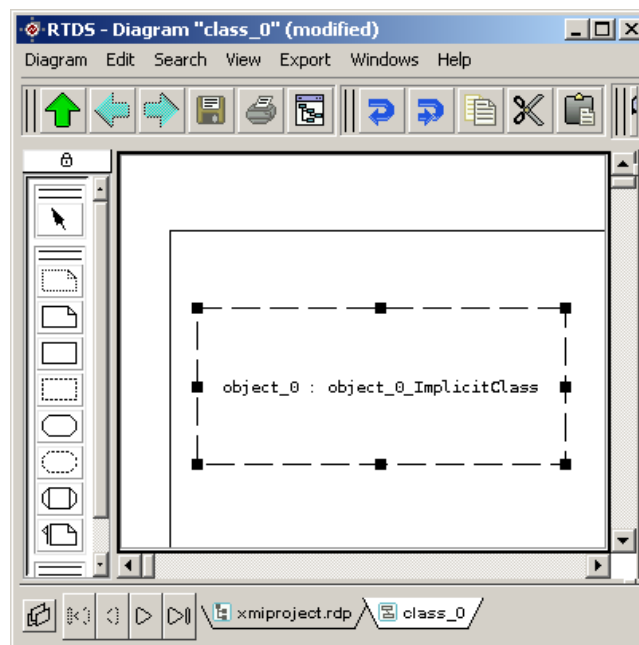 RTDS - Diagram "class_0" (modified)
Diagram Edit Search View Export Windows Help
object_0 : object_0_ImplicitClass
xmiproject.rdp class_0